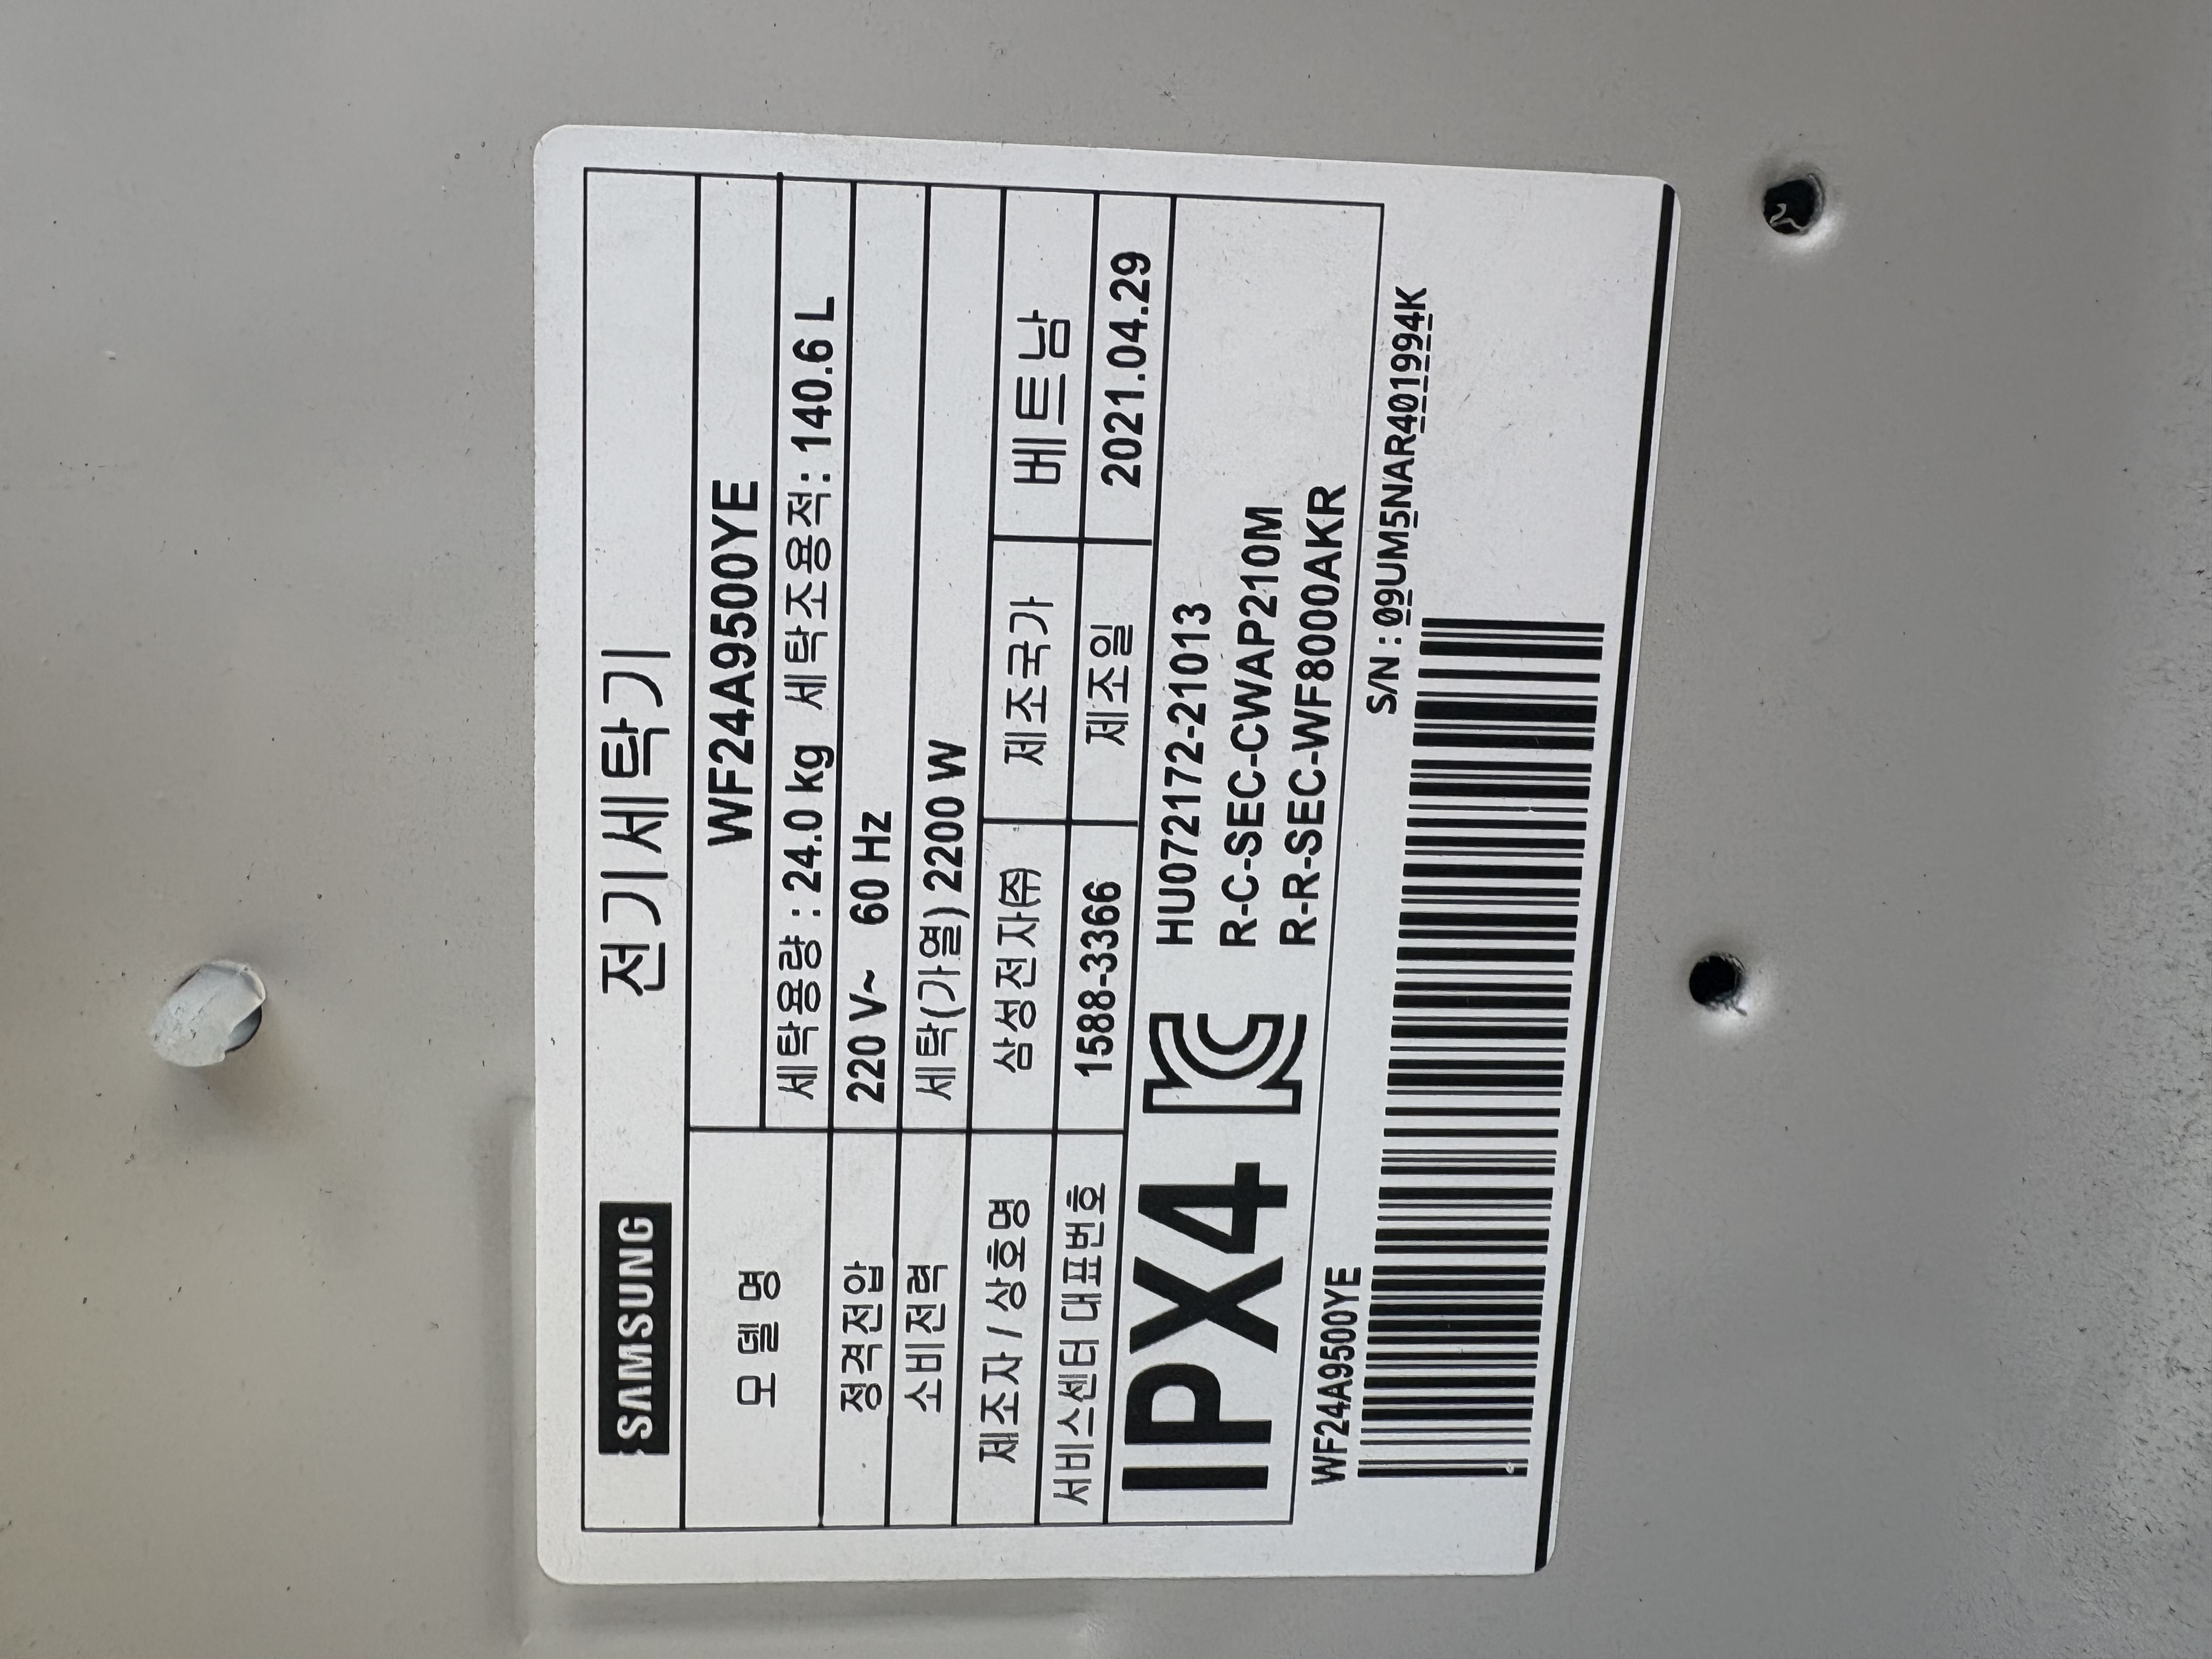 SAMSUNG 전기세탁기
모델명 WF24A9500YE
세탁용량 : 24.0 kg 세탁조용적 : 140.6 L
정격전압 220 V~ 60 Hz
소비전력 세탁(가열) 2200 W
제조자 / 상호명 삼성전자㈜ 제조국가 베트남
서비스센터 대표번호 1588-3366 제조일 2021.04.29
IPX4
HU072172-21013
R-C-SEC-CWAP210M
R-R-SEC-WF8000AKR
WF24A9500YE S/N : 09UM5NAR401994K